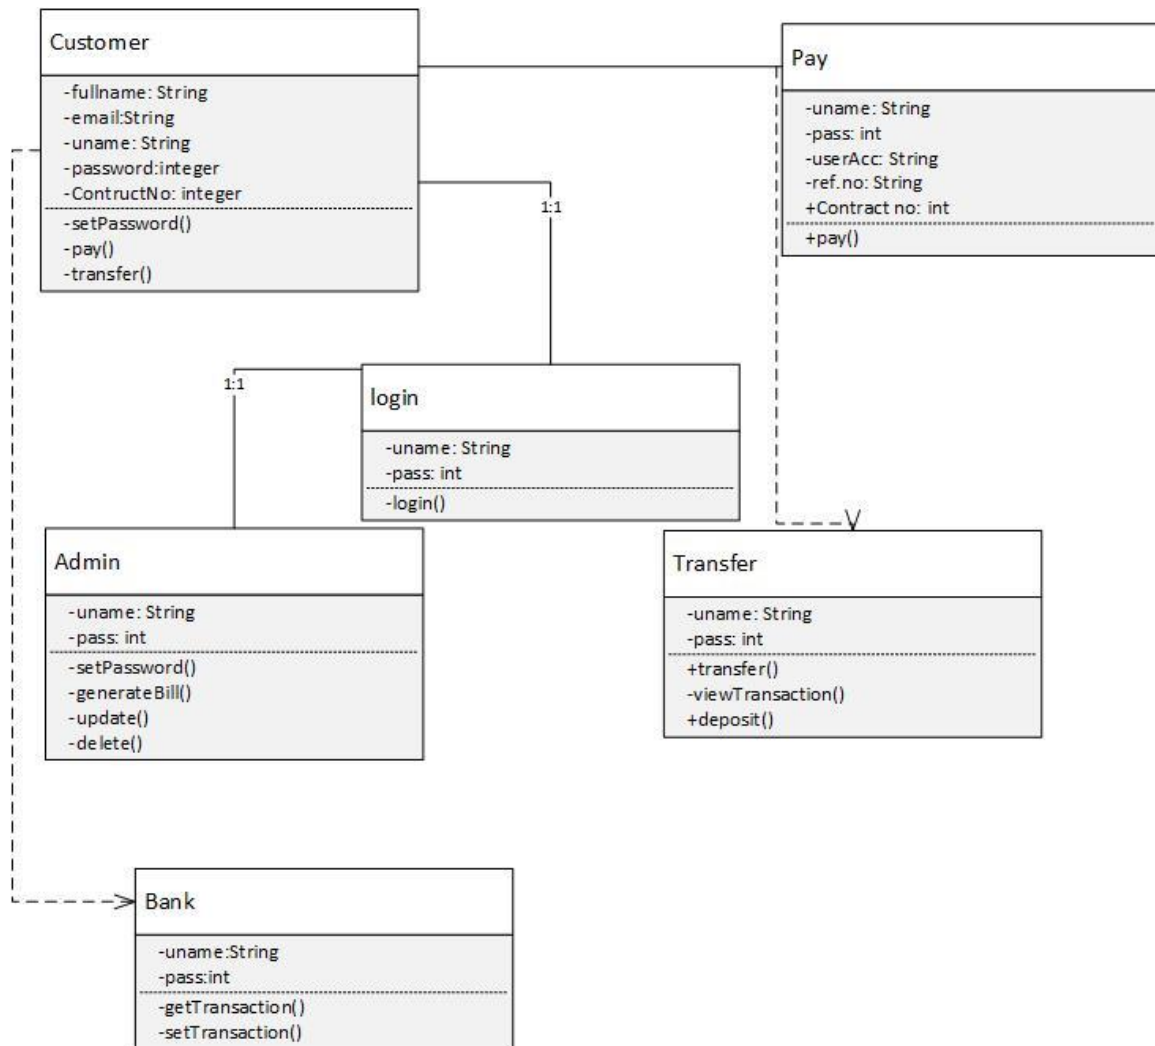 Customer
-fullname: String
-email:String
-uname: String
-password:integer
-ContructNo: integer
-setPassword()
-pay()
-transfer()
Pay
-uname: String
-pass: int
-userAcc: String
-ref.no: String
+Contract no: int
+pay()
1:1
1:1
login
-uname: String
-pass: int
-login()
Admin
-uname: String
-pass: int
-setPassword()
-generateBill()
-update()
-delete()
Transfer
-uname: String
-pass: int
+transfer()
-viewTransaction()
+deposit()
Bank
-uname:String
-pass:int
-getTransaction()
-setTransaction()